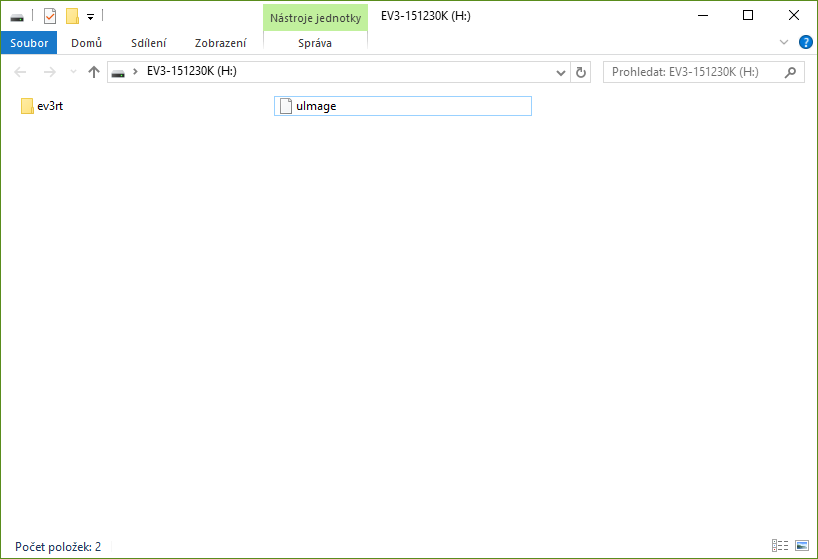 Nástroje jednotky
EV3-151230K (H:)
Soubor
Domů
Sdílení
Zobrazení
Správa
EV3-151230K (H:)
Prohledat: EV3-151230K (H:)
ev3rt
uImage
Počet položek: 2